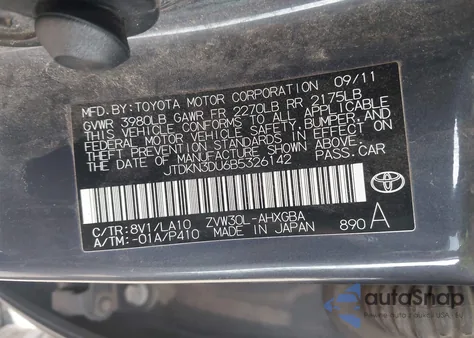 MFD.BY:TOYOTA MOTOR CORPORATION 09/11
GVWR 3980LB GAWR FR 2270LB RR 2175LB
THIS VEHICLE CONFORMS TO ALL APPLICABLE
FEDERAL MOTOR VEHICLE SAFETY,BUMPER,AND
THEFT PREVENTION STANDARDS IN EFFECT ON
THE DATE OF MANUFACTURE SHOWN ABOVE.
JTDKN3DU6B5326142 PASS.CAR
C/TR:8V1/LA10 ZVW30L-AHXGBA
A/TM:-01A/P410 MADE IN JAPAN 890 A
TOYOTA
autoSnap